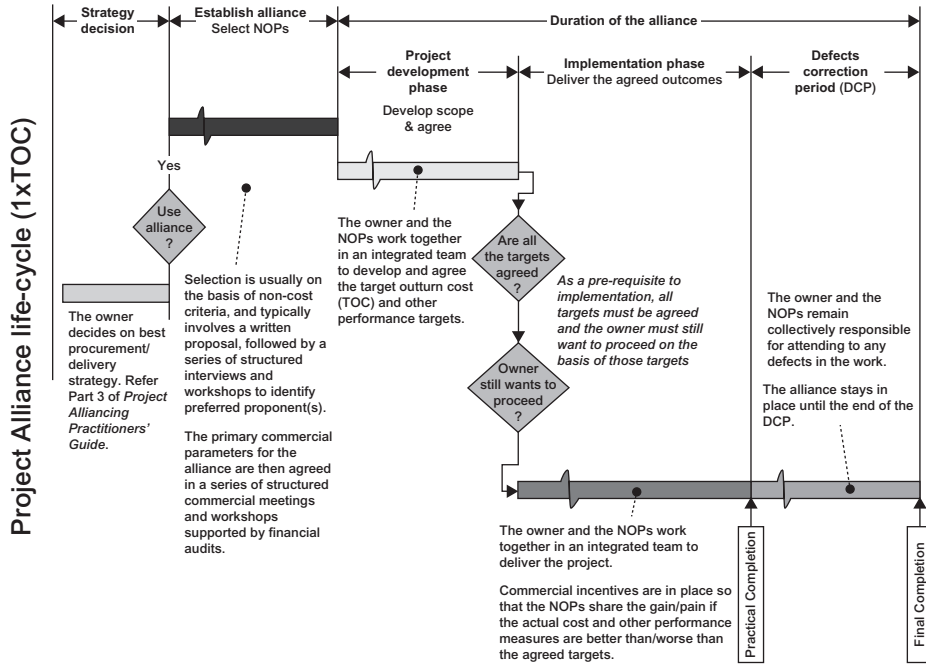 Project Alliance life-cycle (1xTOC)
Strategy
decision
Establish alliance
Select NOPs
Duration of the alliance
Project
development
phase
Develop scope
& agree
Implementation phase
Deliver the agreed outcomes
Defects
correction
period (DCP)
Yes
Use
alliance
?
The owner
decides on best
procurement/
delivery
strategy. Refer
Part 3 of Project
Alliancing
Practitioners'
Guide.
Selection is usually on
the basis of non-cost
criteria, and typically
involves a written
proposal, followed by a
series of structured
interviews and
workshops to identify
preferred proponent(s).
The primary commercial
parameters for the
alliance are then agreed
in a series of structured
commercial meetings
and workshops
supported by financial
audits.
The owner and the
NOPs work together
in an integrated team
to develop and agree
the target outturn cost
(TOC) and other
performance targets.
Are all
the targets
agreed
?
As a pre-requisite to
implementation, all
targets must be agreed
and the owner must still
want to proceed on the
basis of those targets
Owner
still wants to
proceed
?
The owner and the
NOPs remain
collectively responsible
for attending to any
defects in the work.
The alliance stays in
place until the end of the
DCP.
The owner and the NOPs work
together in an integrated team to
deliver the project.
Commercial incentives are in place so
that the NOPs share the gain/pain if
the actual cost and other performance
measures are better than/worse than
the agreed targets.
Practical Completion
Final Completion